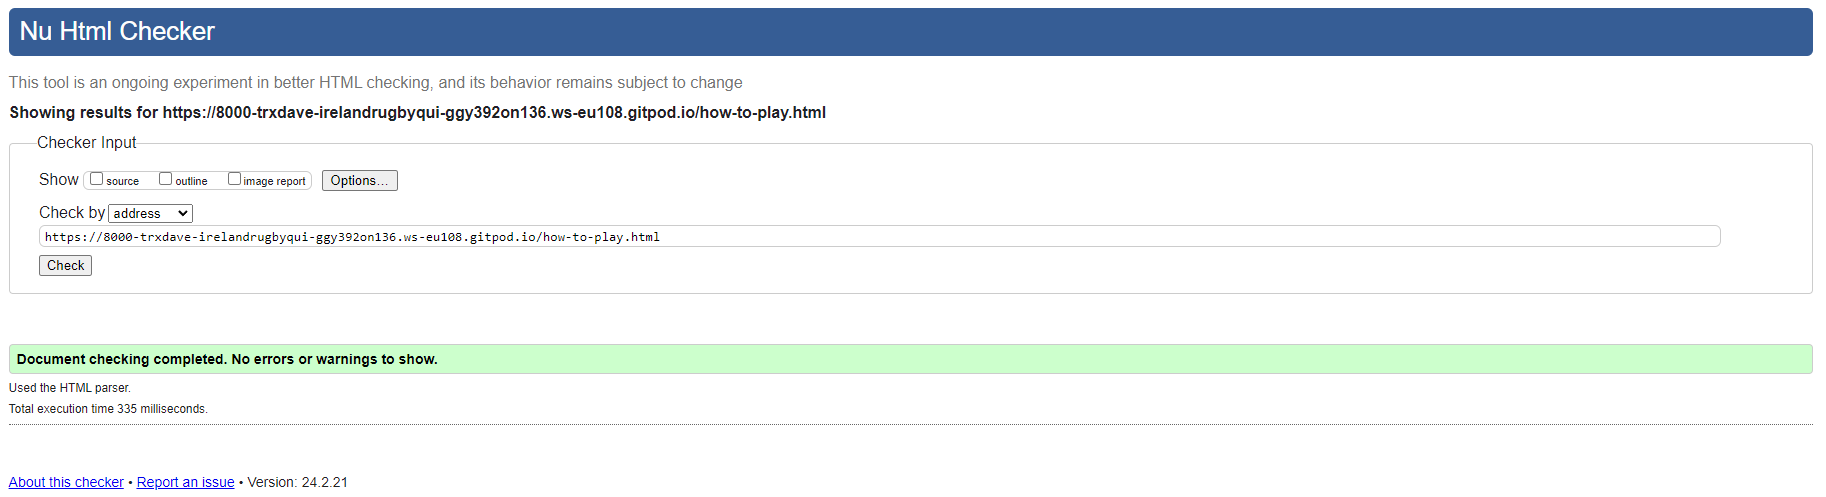 Nu Html Checker
This tool is an ongoing experiment in better HTML checking, and its behavior remains subject to change
Showing results for https://8000-trxdave-irelandrugbyqui-ggy392on136.ws-eu108.gitpod.io/how-to-play.html
Checker Input
Show source outline image report Options...
Check by address
https://8000-trxdave-irelandrugbyqui-ggy392on136.ws-eu108.gitpod.io/how-to-play.html
Check
Document checking completed. No errors or warnings to show.
Used the HTML parser.
Total execution time 335 milliseconds.
About this checker • Report an issue • Version: 24.2.21